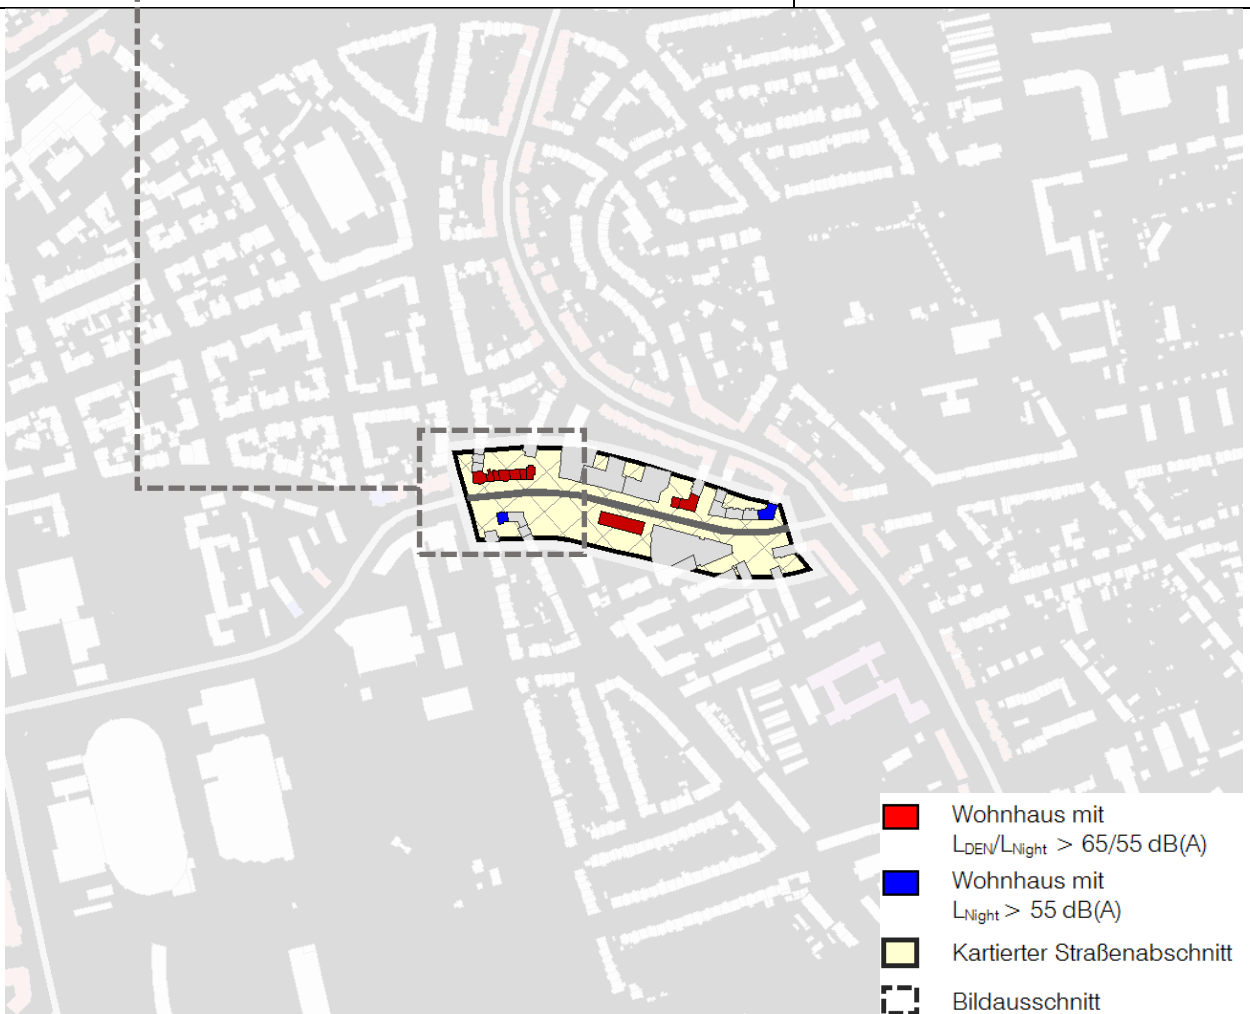 Wohnhaus mit
LDEN/LNight > 65/55 dB(A)
Wohnhaus mit
LNight > 55 dB(A)
Kartierter Straßenabschnitt
Bildausschnitt